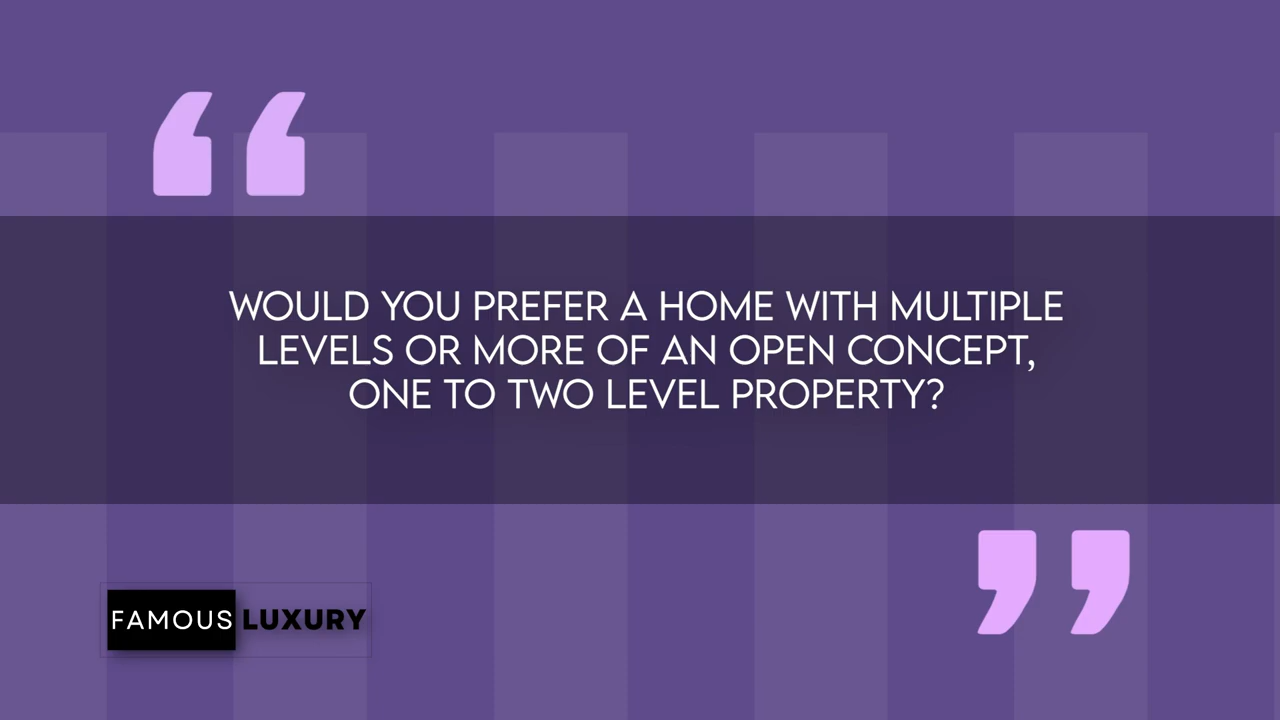 “
WOULD YOU PREFER A HOME WITH MULTIPLE
LEVELS OR MORE OF AN OPEN CONCEPT,
ONE TO TWO LEVEL PROPERTY?
”
FAMOUS LUXURY